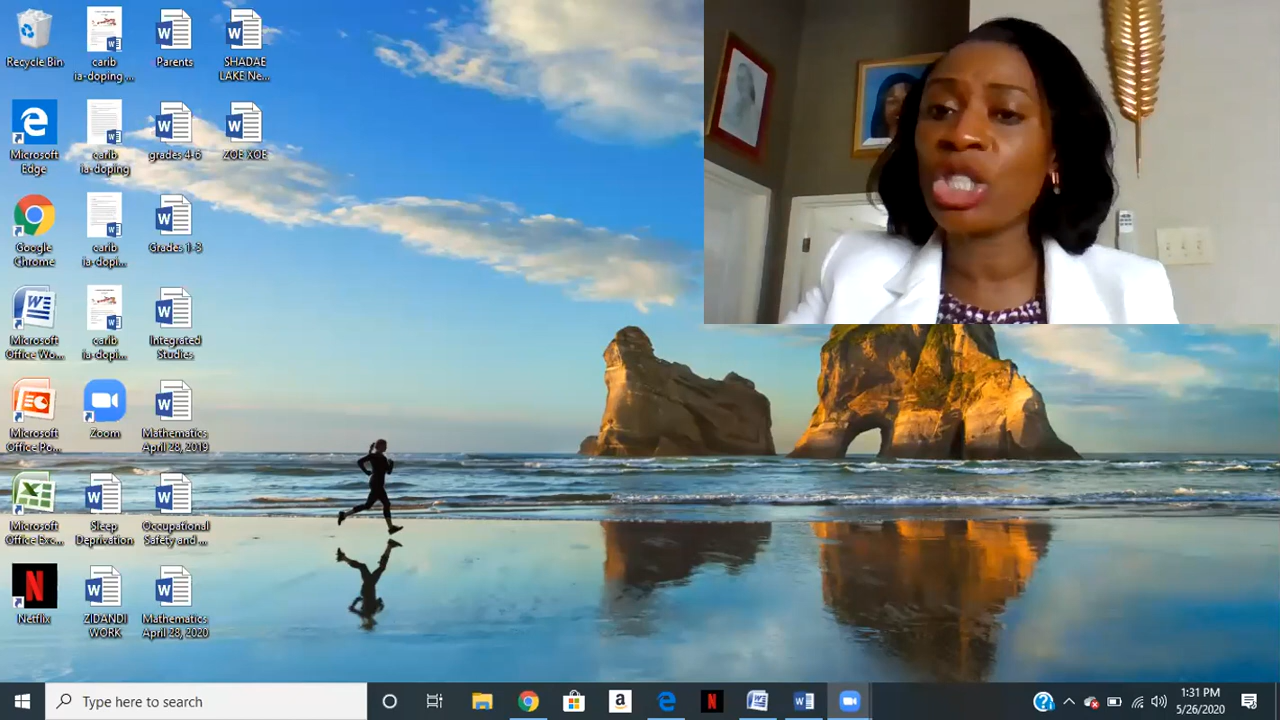 Recycle Bin
carib
ia-doping ...
Parents
SHADAE
LAKE Ne...
Microsoft
Edge
carib
ia-doping
grades 4-6
ZOE XOE
Google
Chrome
carib
ia-dopi...
Grades 1-3
Microsoft
Office Wo...
carib
ia-dopi...
Integrated
Studies
Microsoft
Office Po...
Zoom
Mathematics
April 28, 2019
Microsoft
Office Exc...
Sleep
Deprivation
Occupational
Safety and ...
Netflix
ZIDANDI
WORK
Mathematics
April 28, 2020
Type here to search
1:31 PM
5/26/2020